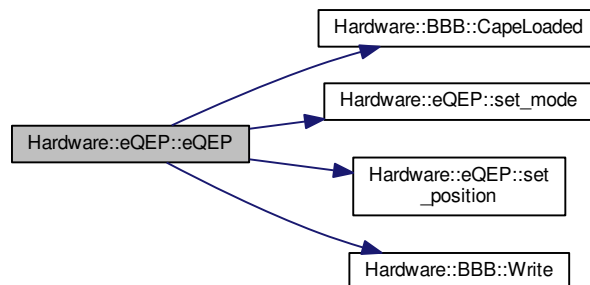 Hardware::BBB::CapeLoaded
Hardware::eQEP::set_mode
Hardware::eQEP::eQEP
Hardware::eQEP::set
_position
Hardware::BBB::Write